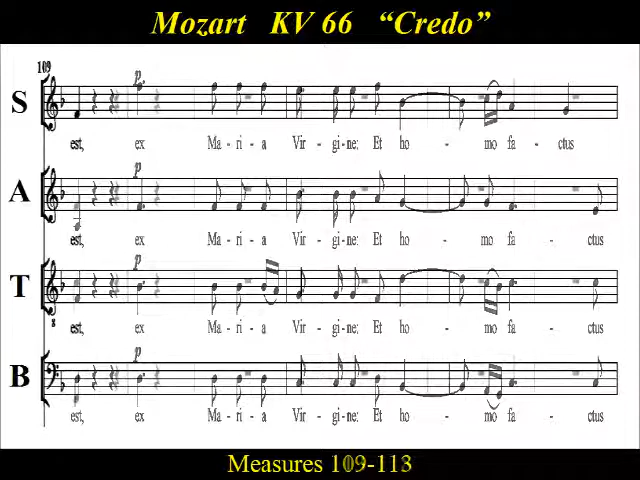 Mozart KV 66 “Credo”
109
p
S
est, ex Ma - ri - a Vir - gi - ne: Et ho - mo fa - ctus
p
A
est, ex Ma - ri - a Vir - gi - ne: Et ho - mo fa - ctus
p
T
8
est, ex Ma - ri - a Vir - gi - ne: Et ho - mo fa - ctus
p
B
est, ex Ma - ri - a Vir - gi - ne: Et ho - mo fa - ctus
Measures 109-113